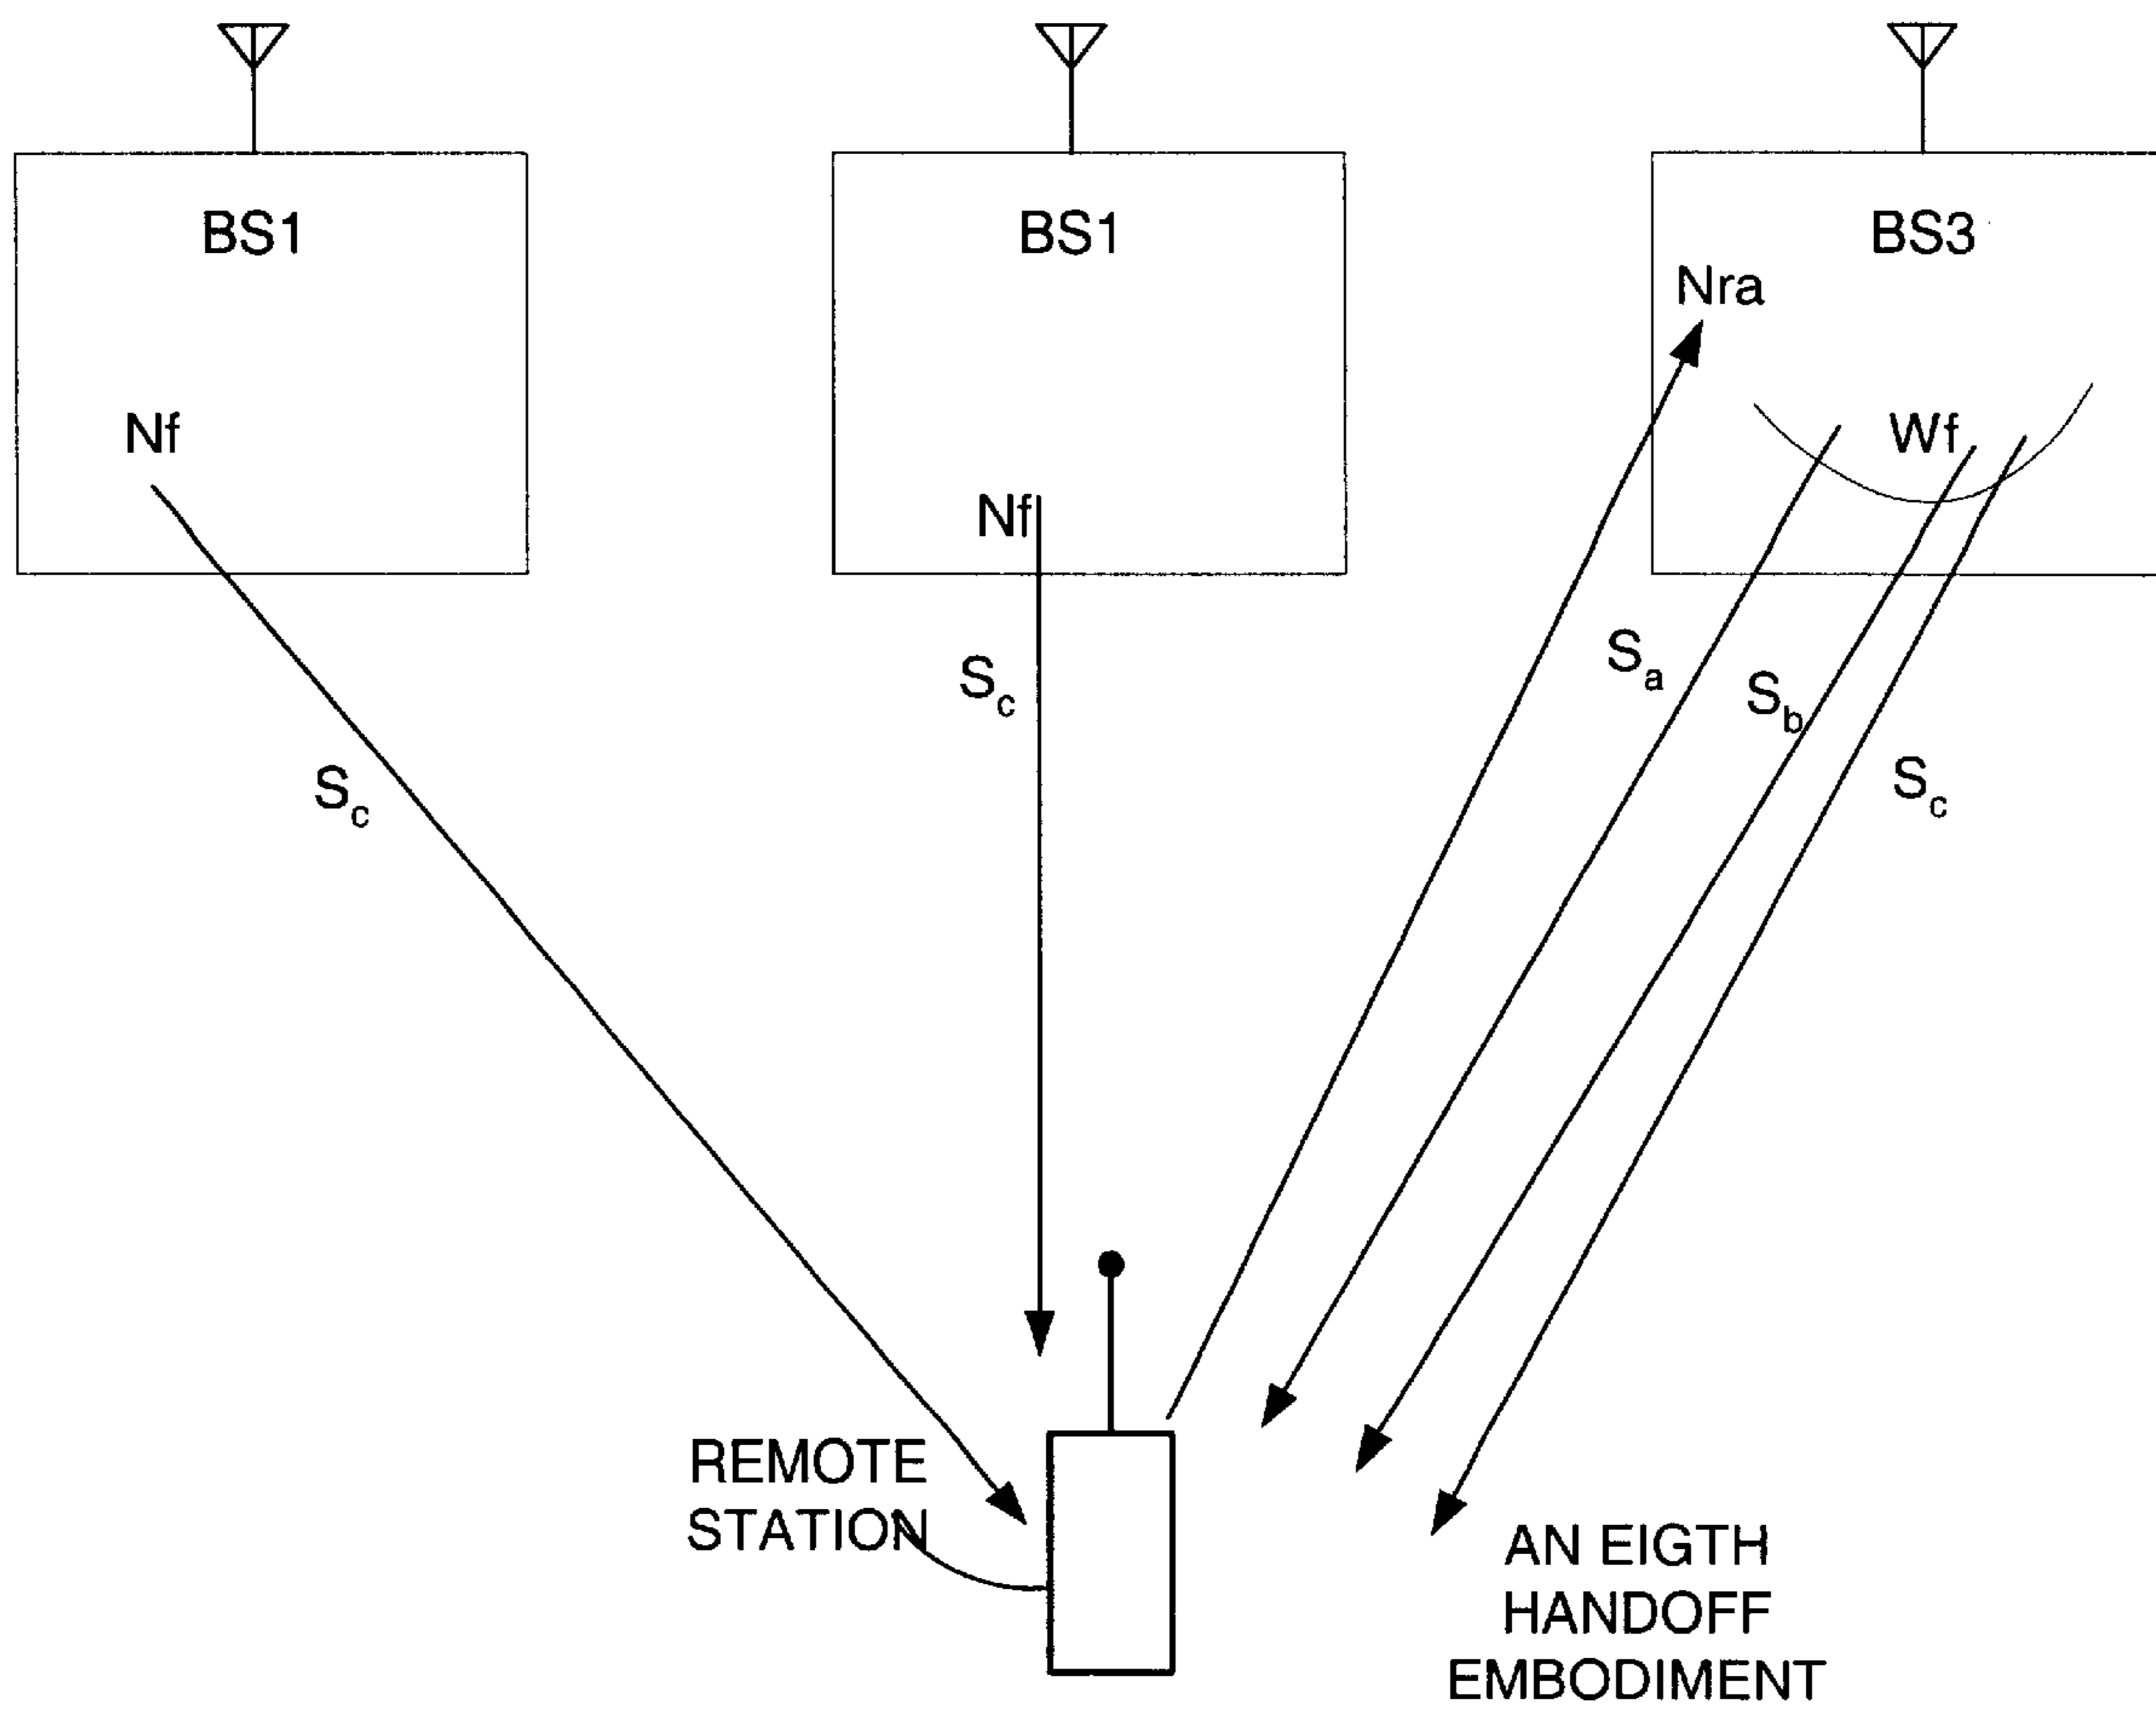 BS1
BS1
BS3
Nra
Nf
Nf
Wf
Sc
Sc
Sa
Sb
Sc
REMOTE
STATION
AN EIGTH
HANDOFF
EMBODIMENT